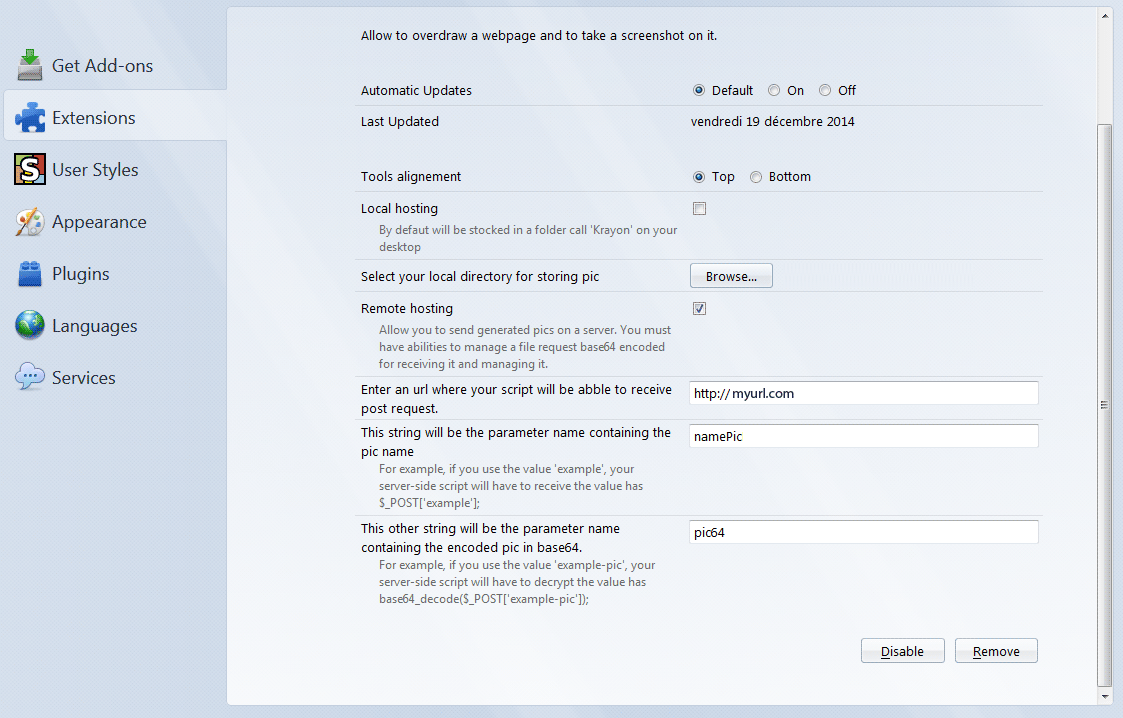 Get Add-ons
Extensions
User Styles
Appearance
Plugins
Languages
Services
Allow to overdraw a webpage and to take a screenshot on it.
Automatic Updates Default On Off
Last Updated vendredi 19 décembre 2014
Tools alignement Top Bottom
Local hosting
By defaut will be stocked in a folder call 'Krayon' on your
desktop
Select your local directory for storing pic Browse...
Remote hosting
Allow you to send generated pics on a server. You must
have abilities to manage a file request base64 encoded
for receiving it and managing it.
Enter an url where your script will be abble to receive
post request.
http://myurl.com
This string will be the parameter name containing the
pic name
namePic
For example, if you use the value 'example', your
server-side script will have to receive the value has
$_POST['example'];
This other string will be the parameter name
containing the encoded pic in base64.
pic64
For example, if you use the value 'example-pic', your
server-side script will have to decrypt the value has
base64_decode($_POST['example-pic']);
Disable Remove